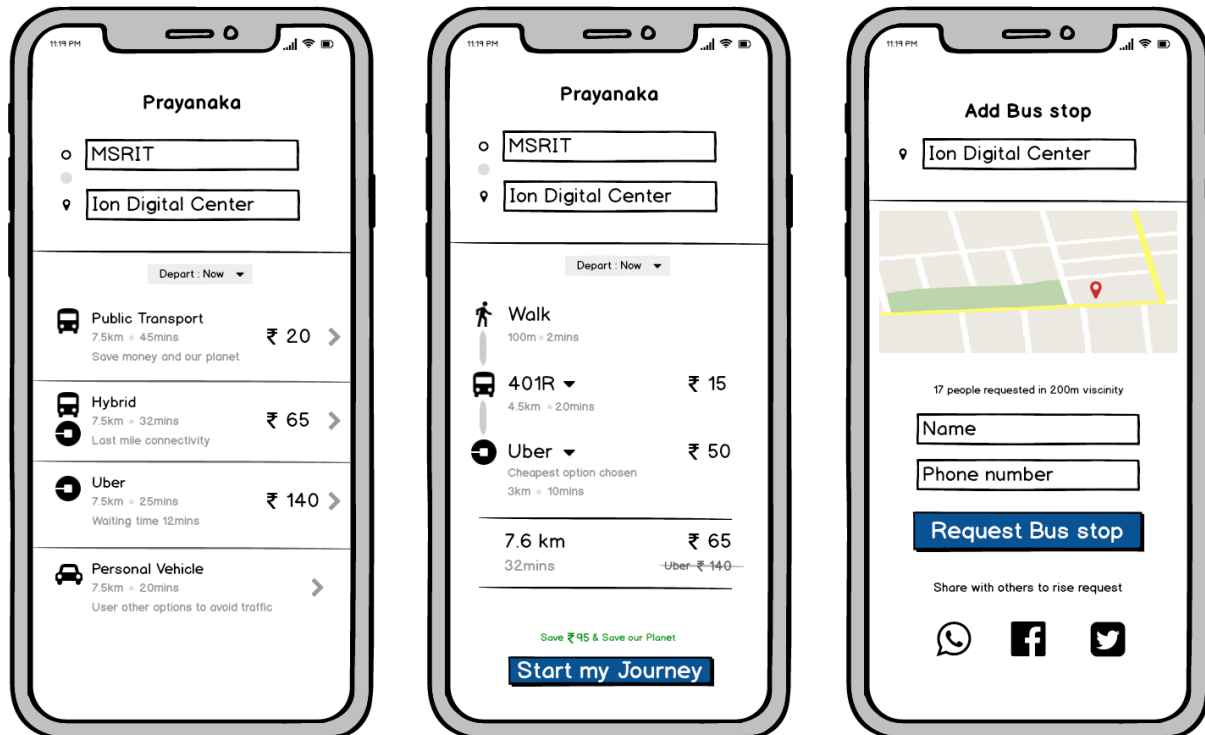 11:19 PM
Prayanaka
MSRIT
Ion Digital Center
Depart : Now
Public Transport
7.5km 45mins
₹ 20
Save money and our planet
Hybrid
7.5km 32mins
₹ 65
Last mile connectivity
Uber
7.5km 25mins
₹ 140
Waiting time 12mins
Personal Vehicle
7.5km 20mins
User other options to avoid traffic
11:19 PM
Prayanaka
MSRIT
Ion Digital Center
Depart : Now
Walk
100m 2mins
401R ₹ 15
4.5km 20mins
Uber ₹ 50
Cheapest option chosen
3km 10mins
7.6 km ₹ 65
32mins Uber ₹ 140
Save ₹95 & Save our Planet
Start my Journey
11:19 PM
Add Bus stop
Ion Digital Center
17 people requested in 200m viscinity
Name
Phone number
Request Bus stop
Share with others to rise request